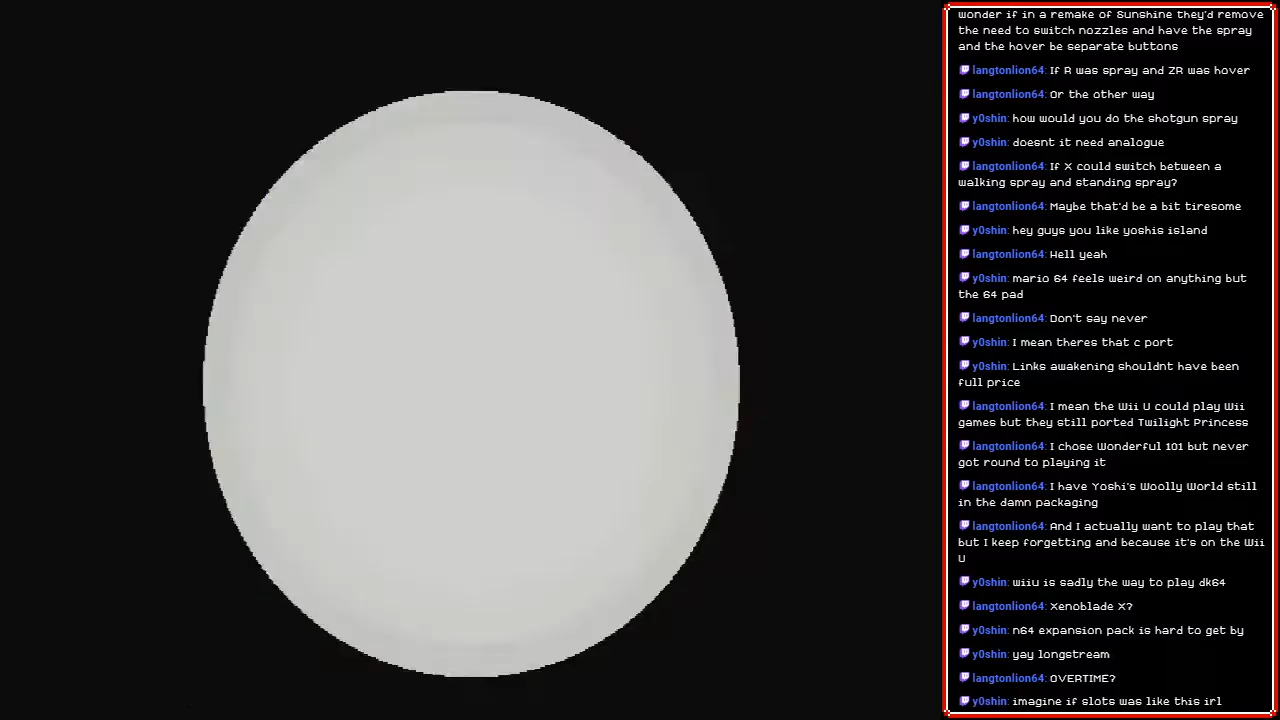 wonder if in a remake of Sunshine they'd remove
the need to switch nozzles and have the spray
and the hover be separate buttons
langtonlion64: If R was spray and ZR was hover
langtonlion64: Or the other way
y0shin: how would you do the shotgun spray
y0shin: doesnt it need analogue
langtonlion64: If X could switch between a
walking spray and standing spray?
langtonlion64: Maybe that'd be a bit tiresome
y0shin: hey guys you like yoshis island
langtonlion64: Hell yeah
y0shin: mario 64 feels weird on anything but
the 64 pad
langtonlion64: Don't say never
y0shin: I mean theres that c port
y0shin: Links awakening shouldnt have been
full price
langtonlion64: I mean the Wii U could play Wii
games but they still ported Twilight Princess
langtonlion64: I chose Wonderful 101 but never
got round to playing it
langtonlion64: I have Yoshi's Woolly World still
in the damn packaging
langtonlion64: And I actually want to play that
but I keep forgetting and because it's on the Wii
U
y0shin: wiiu is sadly the way to play dk64
langtonlion64: Xenoblade X?
y0shin: n64 expansion pack is hard to get by
y0shin: yay longstream
langtonlion64: OVERTIME?
y0shin: imagine if slots was like this irl